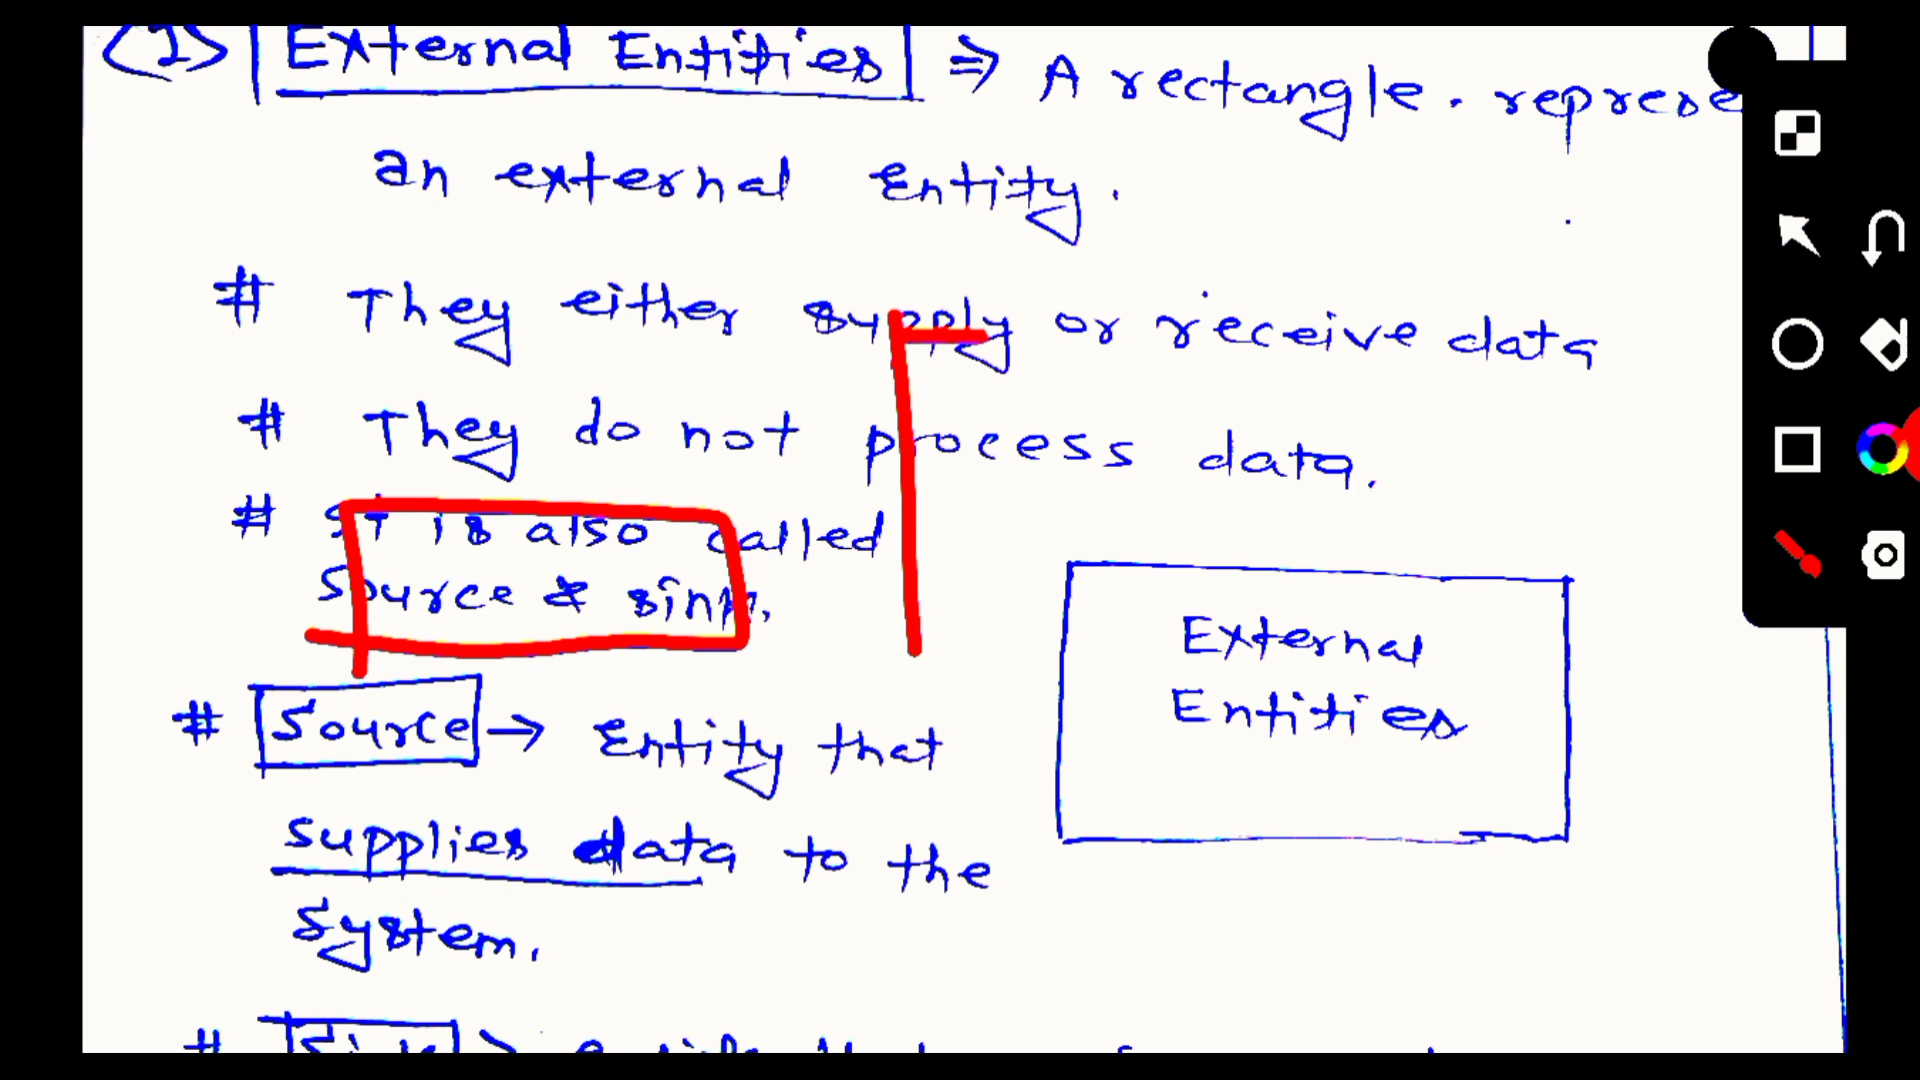 (1) External Entities ⇒ A rectangle. represe
an external Entity.
# They either supply or receive data
# They do not process data.
# It is also called
Source & sink.
# Source → Entity that
supplies data to the
System.
External
Entities
# Sink